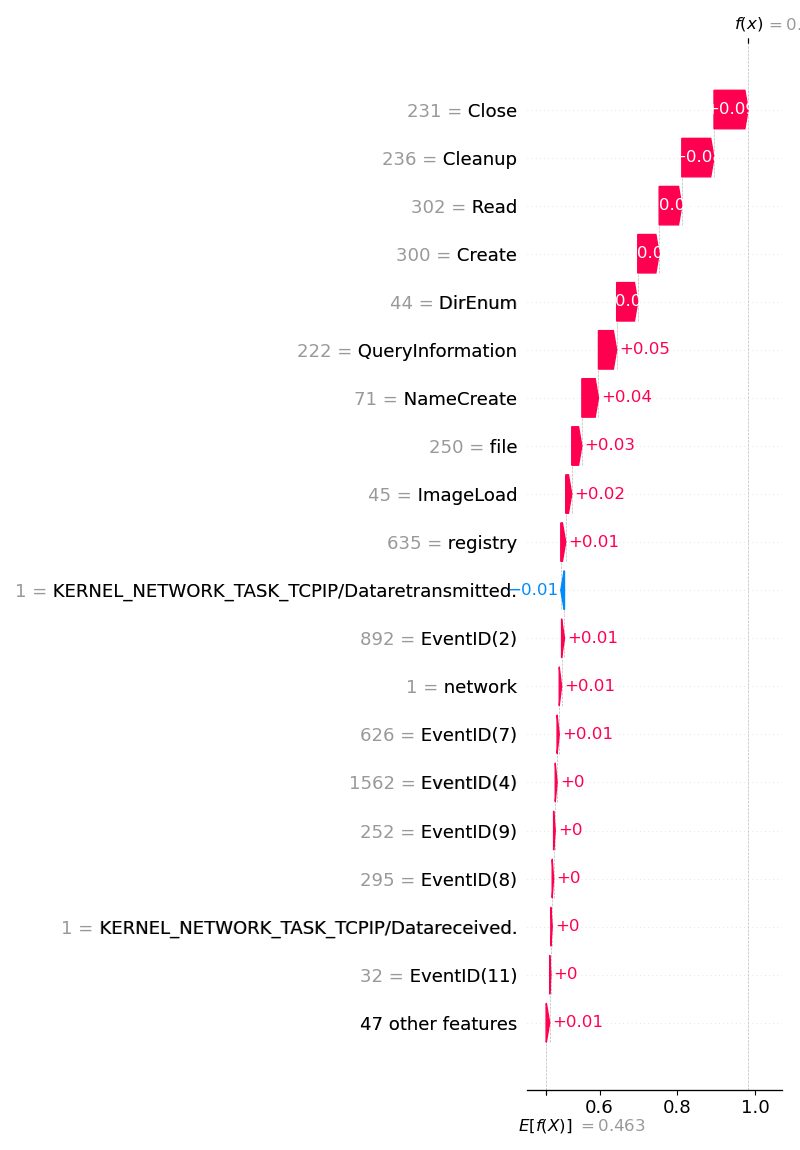 f(x) = 0.
231 = Close
236 = Cleanup
302 = Read
300 = Create
44 = DirEnum
222 = QueryInformation +0.05
71 = NameCreate +0.04
250 = file +0.03
45 = ImageLoad +0.02
635 = registry +0.01
1 = KERNEL_NETWORK_TASK_TCPIP/Dataretransmitted. −0.01
892 = EventID(2) +0.01
1 = network +0.01
626 = EventID(7) +0.01
1562 = EventID(4) +0
252 = EventID(9) +0
295 = EventID(8) +0
1 = KERNEL_NETWORK_TASK_TCPIP/Datareceived. +0
32 = EventID(11) +0
47 other features +0.01
0.6 0.8 1.0
E[f(X)] = 0.463